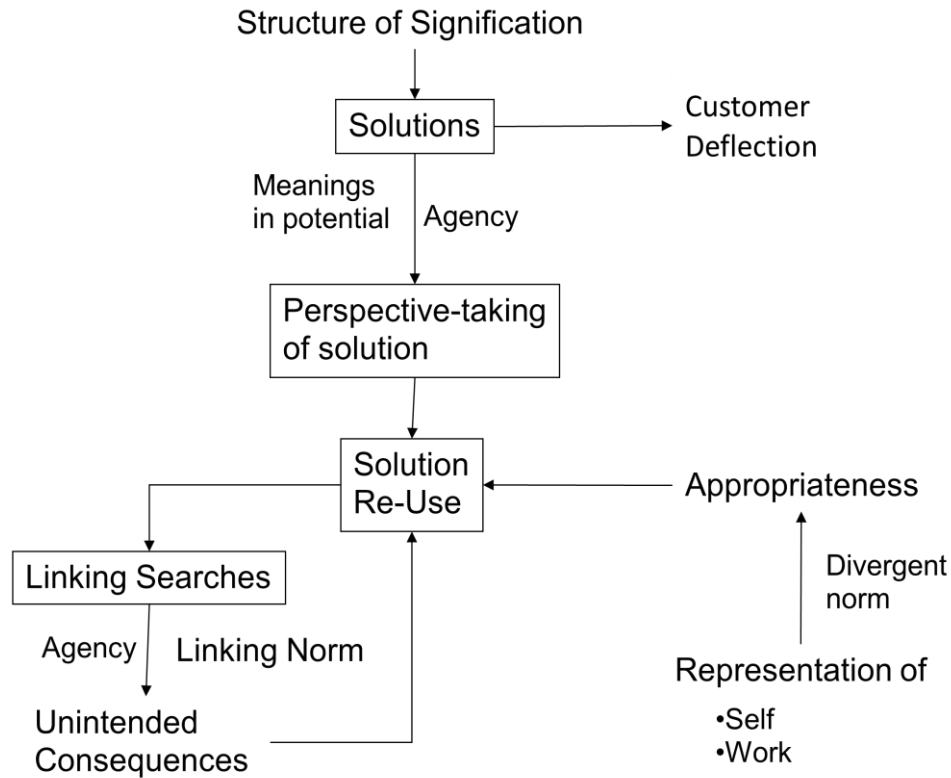 Structure of Signification
Solutions
Customer
Deflection
Meanings
in potential
Agency
Perspective-taking
of solution
Solution
Re-Use
Appropriateness
Linking Searches
Divergent
norm
Agency
Linking Norm
Representation of
•Self
•Work
Unintended
Consequences